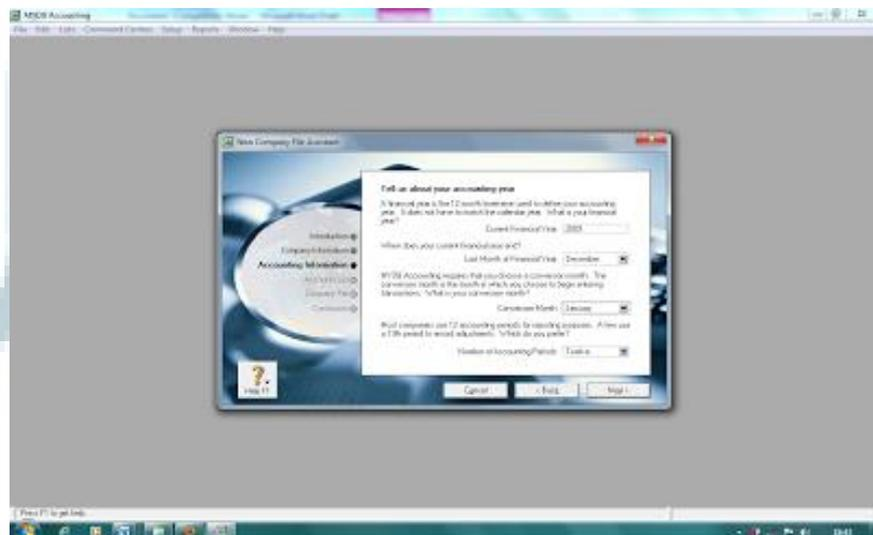 MYOB Accounting
File Edit Lists Command Centres Setup Reports Window Help
New Company File Assistant
Tell us about your accounting year
A financial year is the 12 month timeframe used to define your accounting
year. It does not have to match the calendar year. What is your financial
year?
Current Financial Year:
When does your current financial year end?
Last Month of Financial Year: December
MYOB Accounting requires that you choose a conversion month. The
conversion month is the month in which you choose to begin entering
transactions. What is your conversion month?
Conversion Month: January
Most companies use 12 accounting periods for reporting purposes. A few use
a 13th period to record adjustments. Which do you prefer?
Number of Accounting Periods: Twelve
Introduction
Company Information
Accounting Information
Accounts List
Company File
Conclusion
Help F1
Cancel < Back Next >
Press F1 to get help.